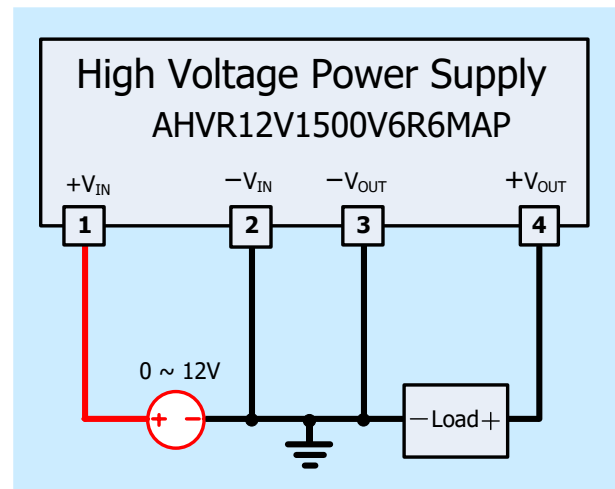 High Voltage Power Supply
AHVR12V1500V6R6MAP
+VIN −VIN −VOUT +VOUT
1 2 3 4
0 ~ 12V
+ −
−Load+